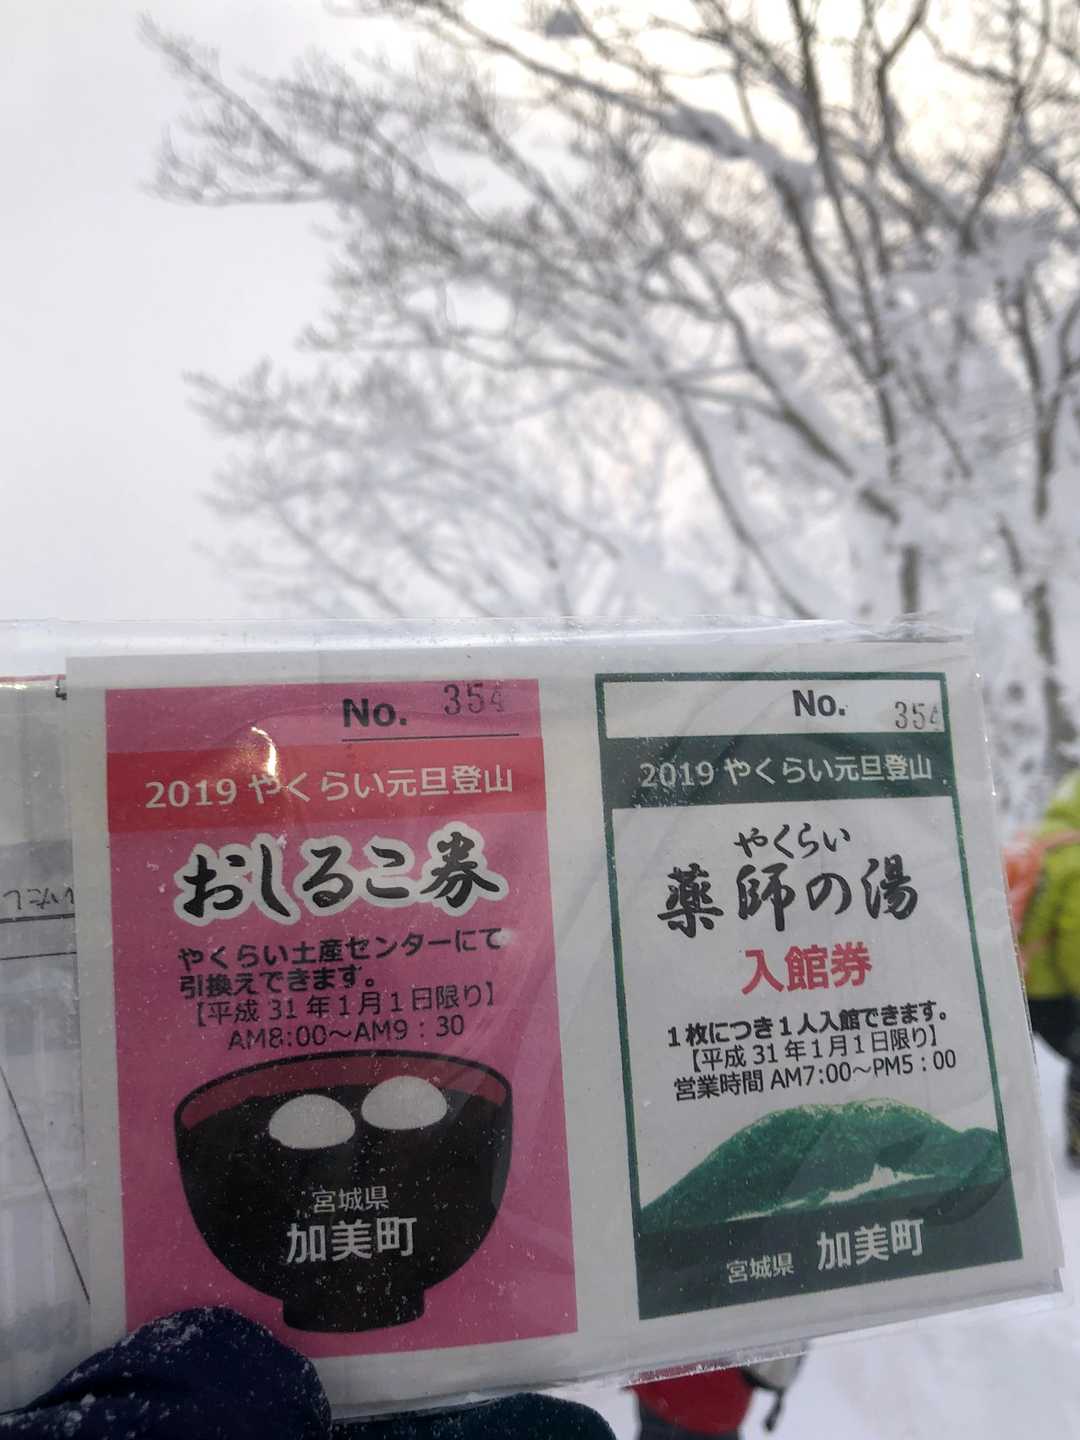 No. 354
2019 やくらい元旦登山
おしるこ券
やくらい土産センターにて
引換えできます。
【平成31年1月1日限り】
AM8:00～AM9：30
宮城県
加美町
No. 354
2019 やくらい元旦登山
やくらい
薬師の湯
入館券
1枚につき1人入館できます。
【平成31年1月1日限り】
営業時間 AM7:00～PM5：00
宮城県 加美町